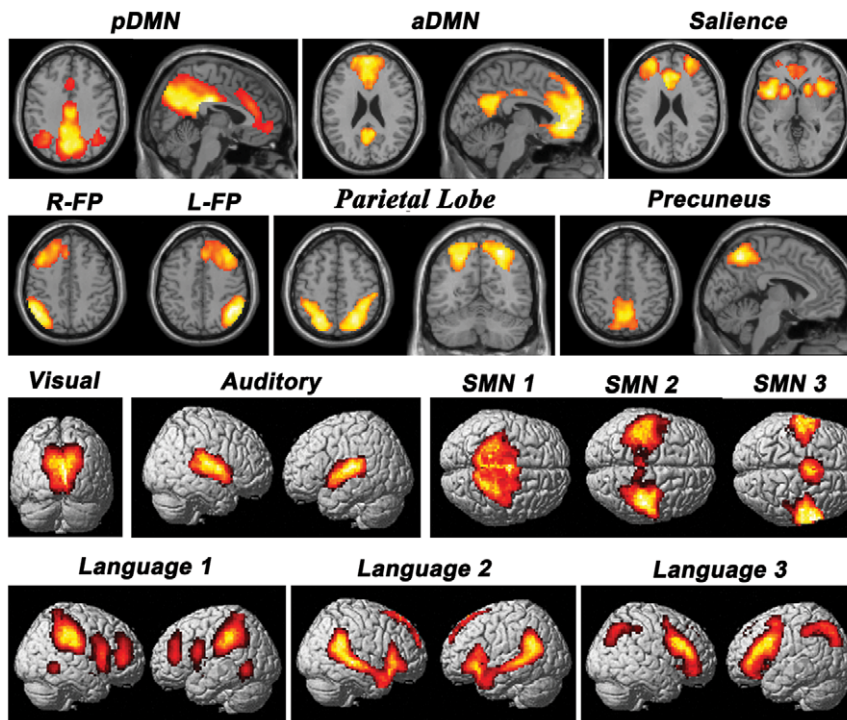 pDMN aDMN Salience
R-FP L-FP Parietal Lobe Precuneus
Visual Auditory SMN 1 SMN 2 SMN 3
Language 1 Language 2 Language 3